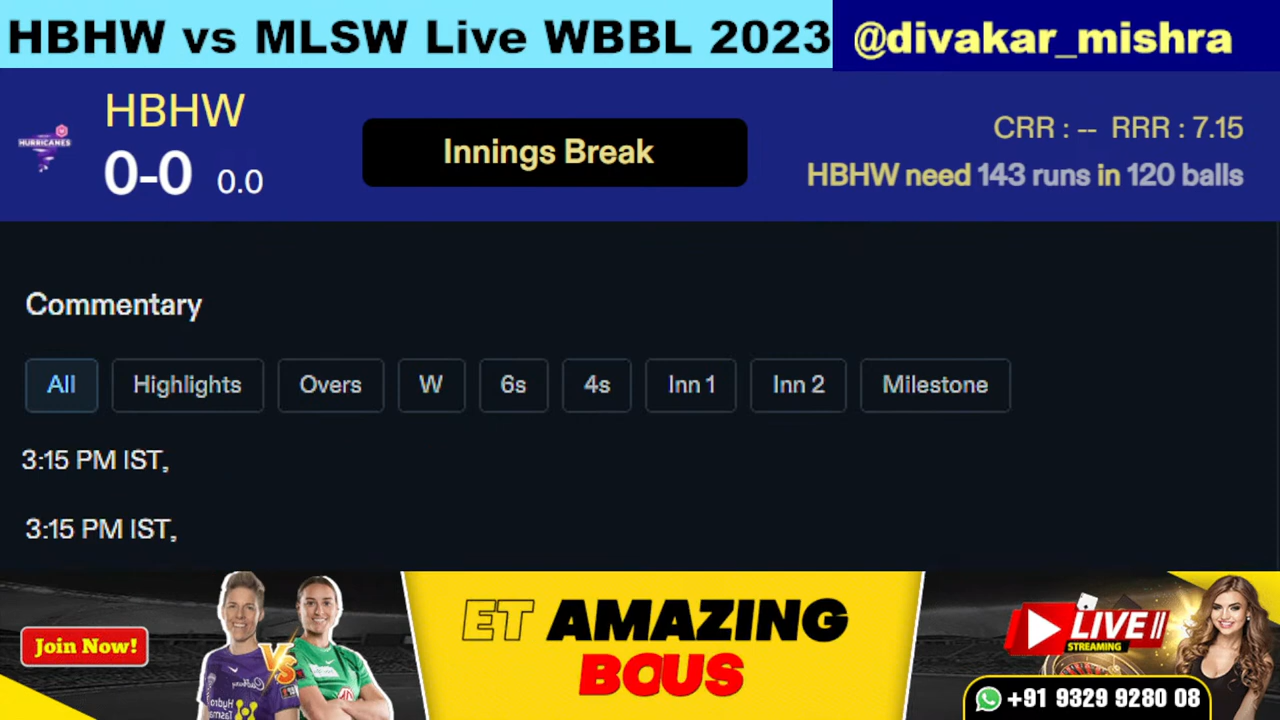 HBHW vs MLSW Live WBBL 2023 @divakar_mishra
HURRICANES
HBHW
0-0 0.0
Innings Break
CRR : -- RRR : 7.15
HBHW need 143 runs in 120 balls
Commentary
All Highlights Overs W 6s 4s Inn 1 Inn 2 Milestone
3:15 PM IST,
3:15 PM IST,
Join Now!
VS
ET AMAZING
BOUS
LIVE
STREAMING
+91 9329 9280 08